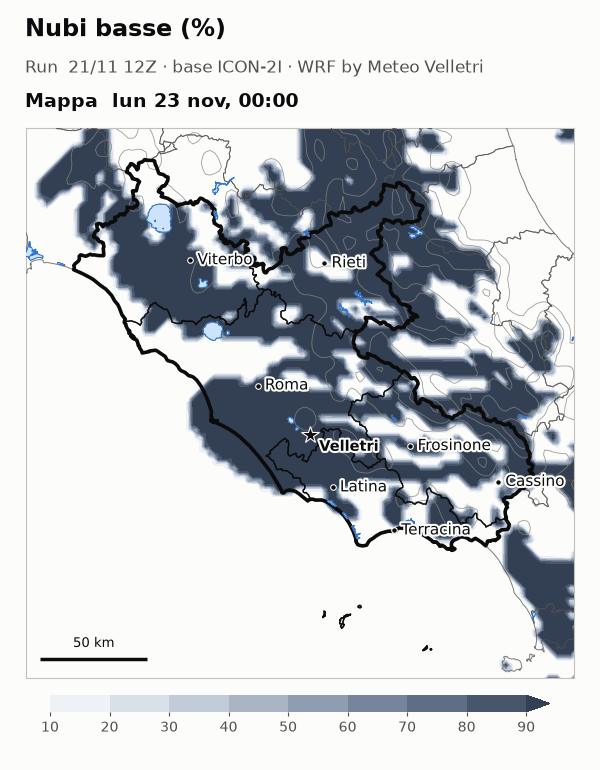 Nubi basse (%)
Run 21/11 12Z · base ICON-2I · WRF by Meteo Velletri
Mappa lun 23 nov, 00:00
Viterbo
Rieti
Roma
Velletri
Frosinone
Cassino
Latina
Terracina
50 km
10 20 30 40 50 60 70 80 90